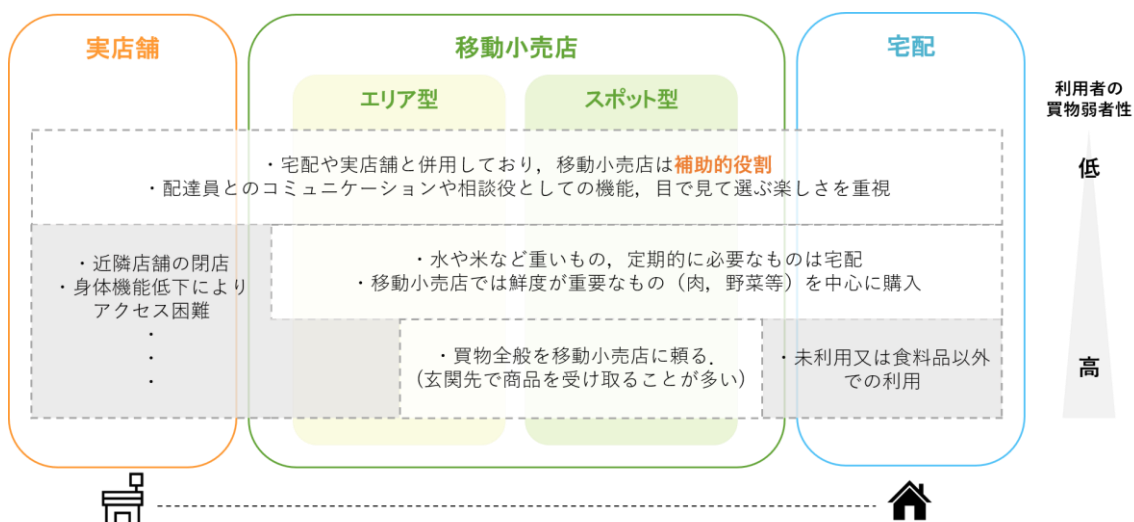 実店舗
移動小売店
宅配
エリア型
スポット型
利用者の
買物弱者性
低
・宅配や実店舗と併用しており，移動小売店は補助的役割
・配達員とのコミュニケーションや相談役としての機能，目で見て選ぶ楽しさを重視
・近隣店舗の閉店
・身体機能低下により
アクセス困難
・
・
・
・水や米など重いもの，定期的に必要なものは宅配
・移動小売店では鮮度が重要なもの（肉，野菜等）を中心に購入
・買物全般を移動小売店に頼る．
（玄関先で商品を受け取ることが多い）
・未利用又は食料品以外
での利用
高